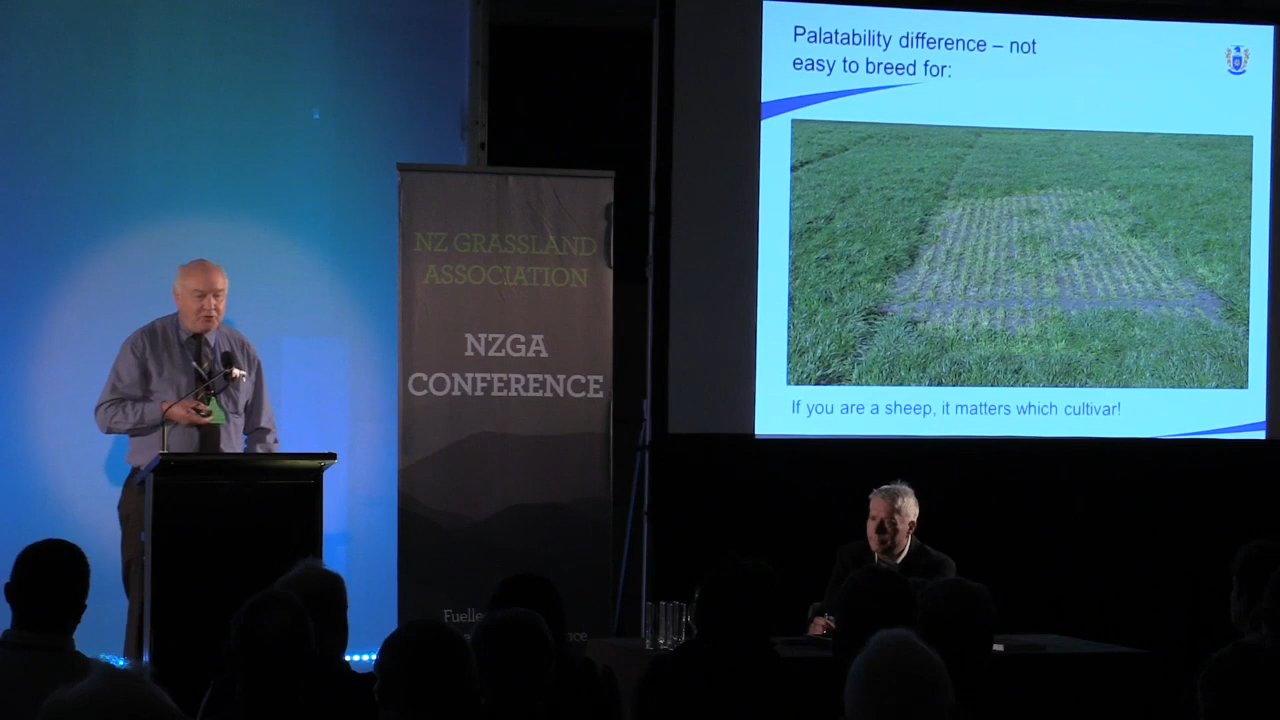 Palatability difference – not
easy to breed for:
If you are a sheep, it matters which cultivar!
NZ GRASSLAND
ASSOCIATION
NZGA
CONFERENCE